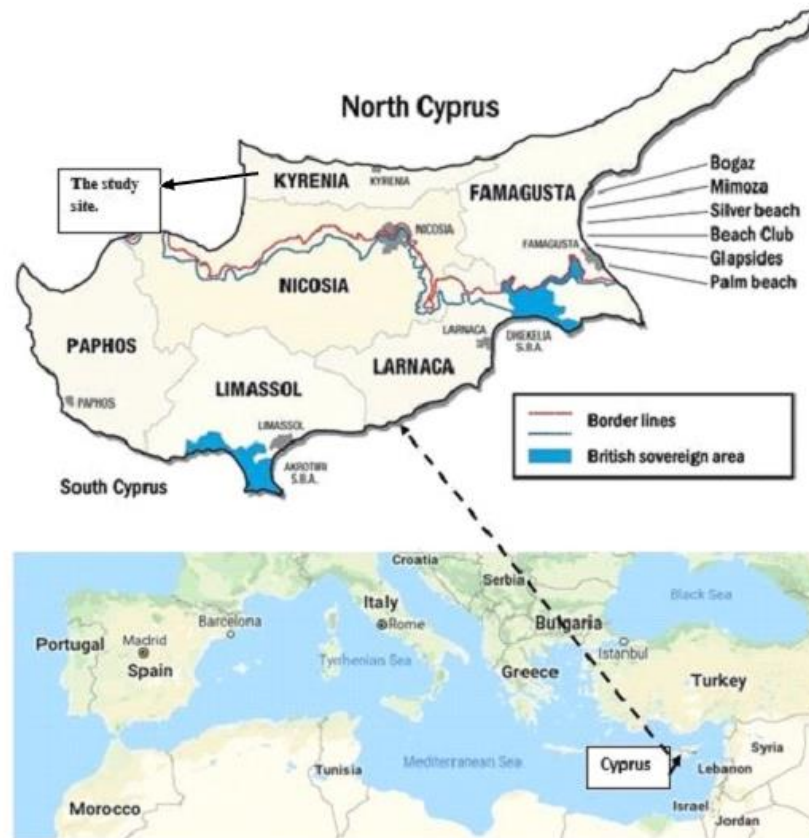 North Cyprus
The study
site.
KYRENIA
KYRENIA
FAMAGUSTA
Bogaz
Mimoza
Silver beach
Beach Club
Glapsides
Palm beach
NICOSIA
FAMAGUSTA
NICOSIA
PAPHOS
PAPHOS
LIMASSOL
LIMASSOL
LARNACA
LARNACA
DHEKELIA
S.B.A.
AKROTIRI
S.B.A.
South Cyprus
Border lines
British sovereign area
Croatia
Serbia
Black Sea
Italy
Barcelona
Rome
Bulgaria
Portugal
Madrid
Istanbul
Spain
Tyrrhenian Sea
Greece
Turkey
Mediterranean Sea
Cyprus
Syria
Tunisia
Lebanon
Morocco
Israel
Jordan